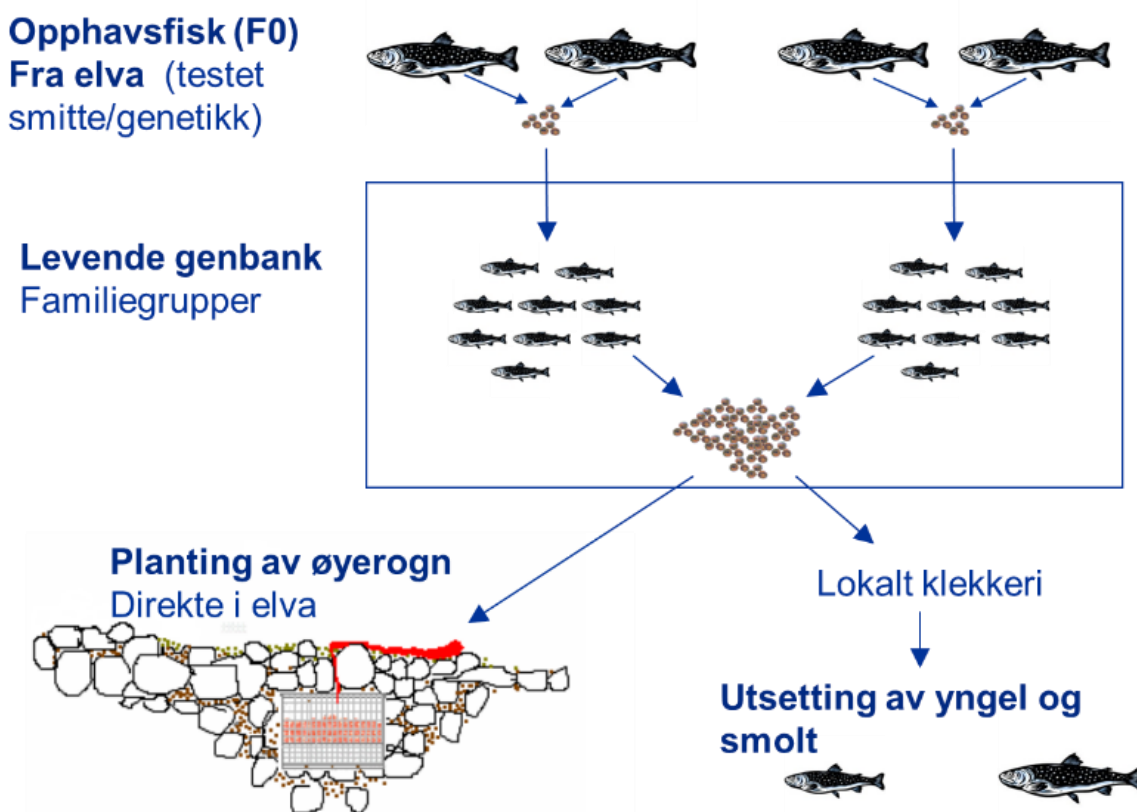 Opphavsfisk (F0)
Fra elva (testet
smitte/genetikk)
Levende genbank
Familiegrupper
Planting av øyerogn
Direkte i elva
Lokalt klekkeri
Utsetting av yngel og
smolt